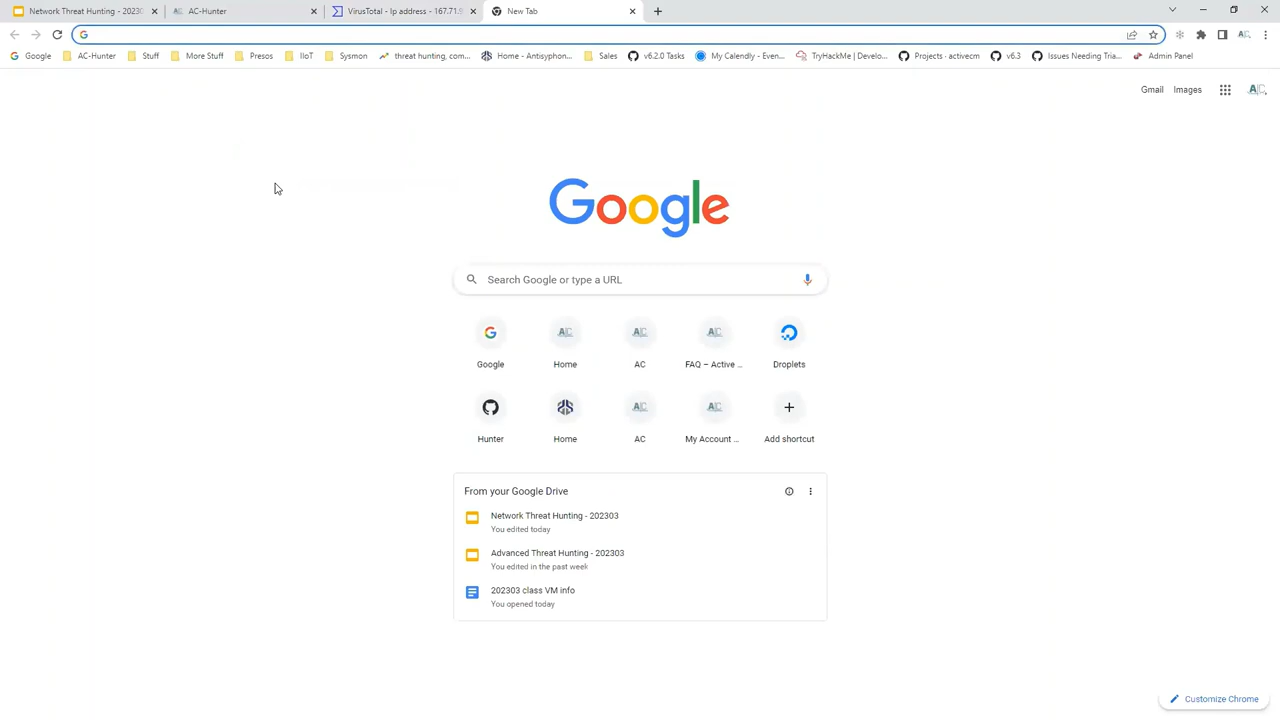 Network Threat Hunting - 20230
AC-Hunter
VirusTotal - Ip address - 167.71.9
New Tab
Google
AC-Hunter
Stuff
More Stuff
Presos
IIoT
Sysmon
threat hunting, com...
Home - Antisyphon...
Sales
v6.2.0 Tasks
My Calendly - Even...
TryHackMe | Develo...
Projects · activecm
v6.3
Issues Needing Tria...
Admin Panel
Gmail
Images
Google
Search Google or type a URL
Google
Home
AC
FAQ – Active ...
Droplets
Hunter
Home
AC
My Account ...
Add shortcut
From your Google Drive
Network Threat Hunting - 202303
You edited today
Advanced Threat Hunting - 202303
You edited in the past week
202303 class VM info
You opened today
Customize Chrome